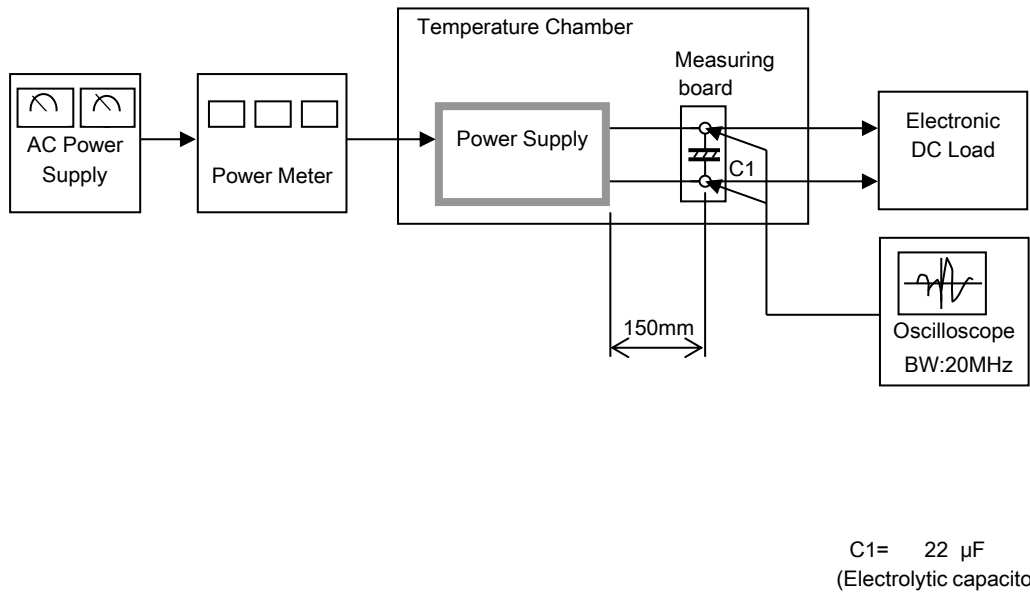 Temperature Chamber
Measuring
board
AC Power
Supply
Power Meter
Power Supply
C1
Electronic
DC Load
150mm
Oscilloscope
BW:20MHz
C1= 22 µF
(Electrolytic capacito